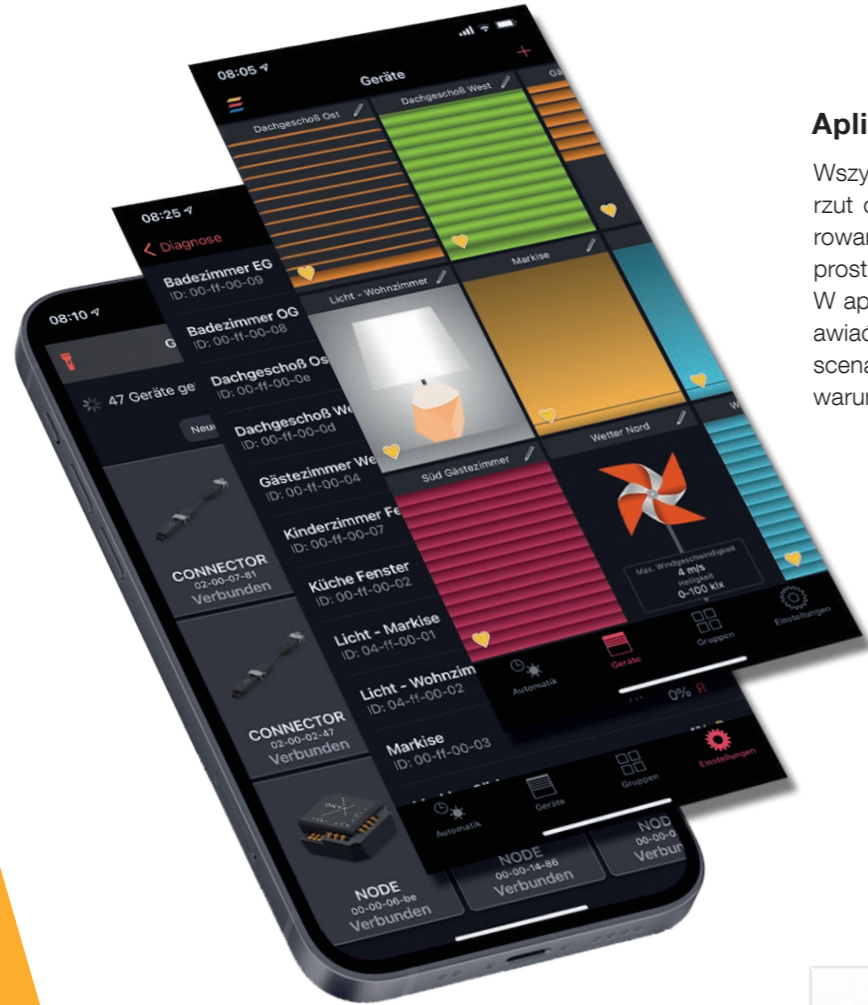 08:05
Geräte
Dachgeschoß Ost
Dachgeschoß West
Licht - Wohnzimmer
Markise
Süd Gästezimmer
Wetter Nord
Max. Windgeschwindigkeit
4 m/s
Helligkeit
0-100 klx
Automatik
Geräte
Gruppen
Einstellungen
08:25
Diagnose
Badezimmer EG
ID: 00-ff-00-09
Badezimmer OG
ID: 00-ff-00-08
Dachgeschoß Os
ID: 00-ff-00-0e
Dachgeschoß We
ID: 00-ff-00-0d
Gästezimmer We
ID: 00-ff-00-04
Kinderzimmer Fe
ID: 00-ff-00-07
Küche Fenster
ID: 00-ff-00-02
Licht - Markise
ID: 04-ff-00-01
Licht - Wohnzim
ID: 04-ff-00-02
0% R
Markise
ID: 00-ff-00-03
Automatik
Geräte
Gruppen
Einstellungen
08:10
G
47 Geräte ge
Neu
CONNECTOR
02-00-07-81
Verbunden
CONNECTOR
02-00-02-47
Verbunden
NODE
00-00-06-be
Verbunden
NODE
00-00-14-86
Verbunden
NOD
Verbun
Apli
Wszy
rzut
rowar
prost
W ap
awiać
scena
warun